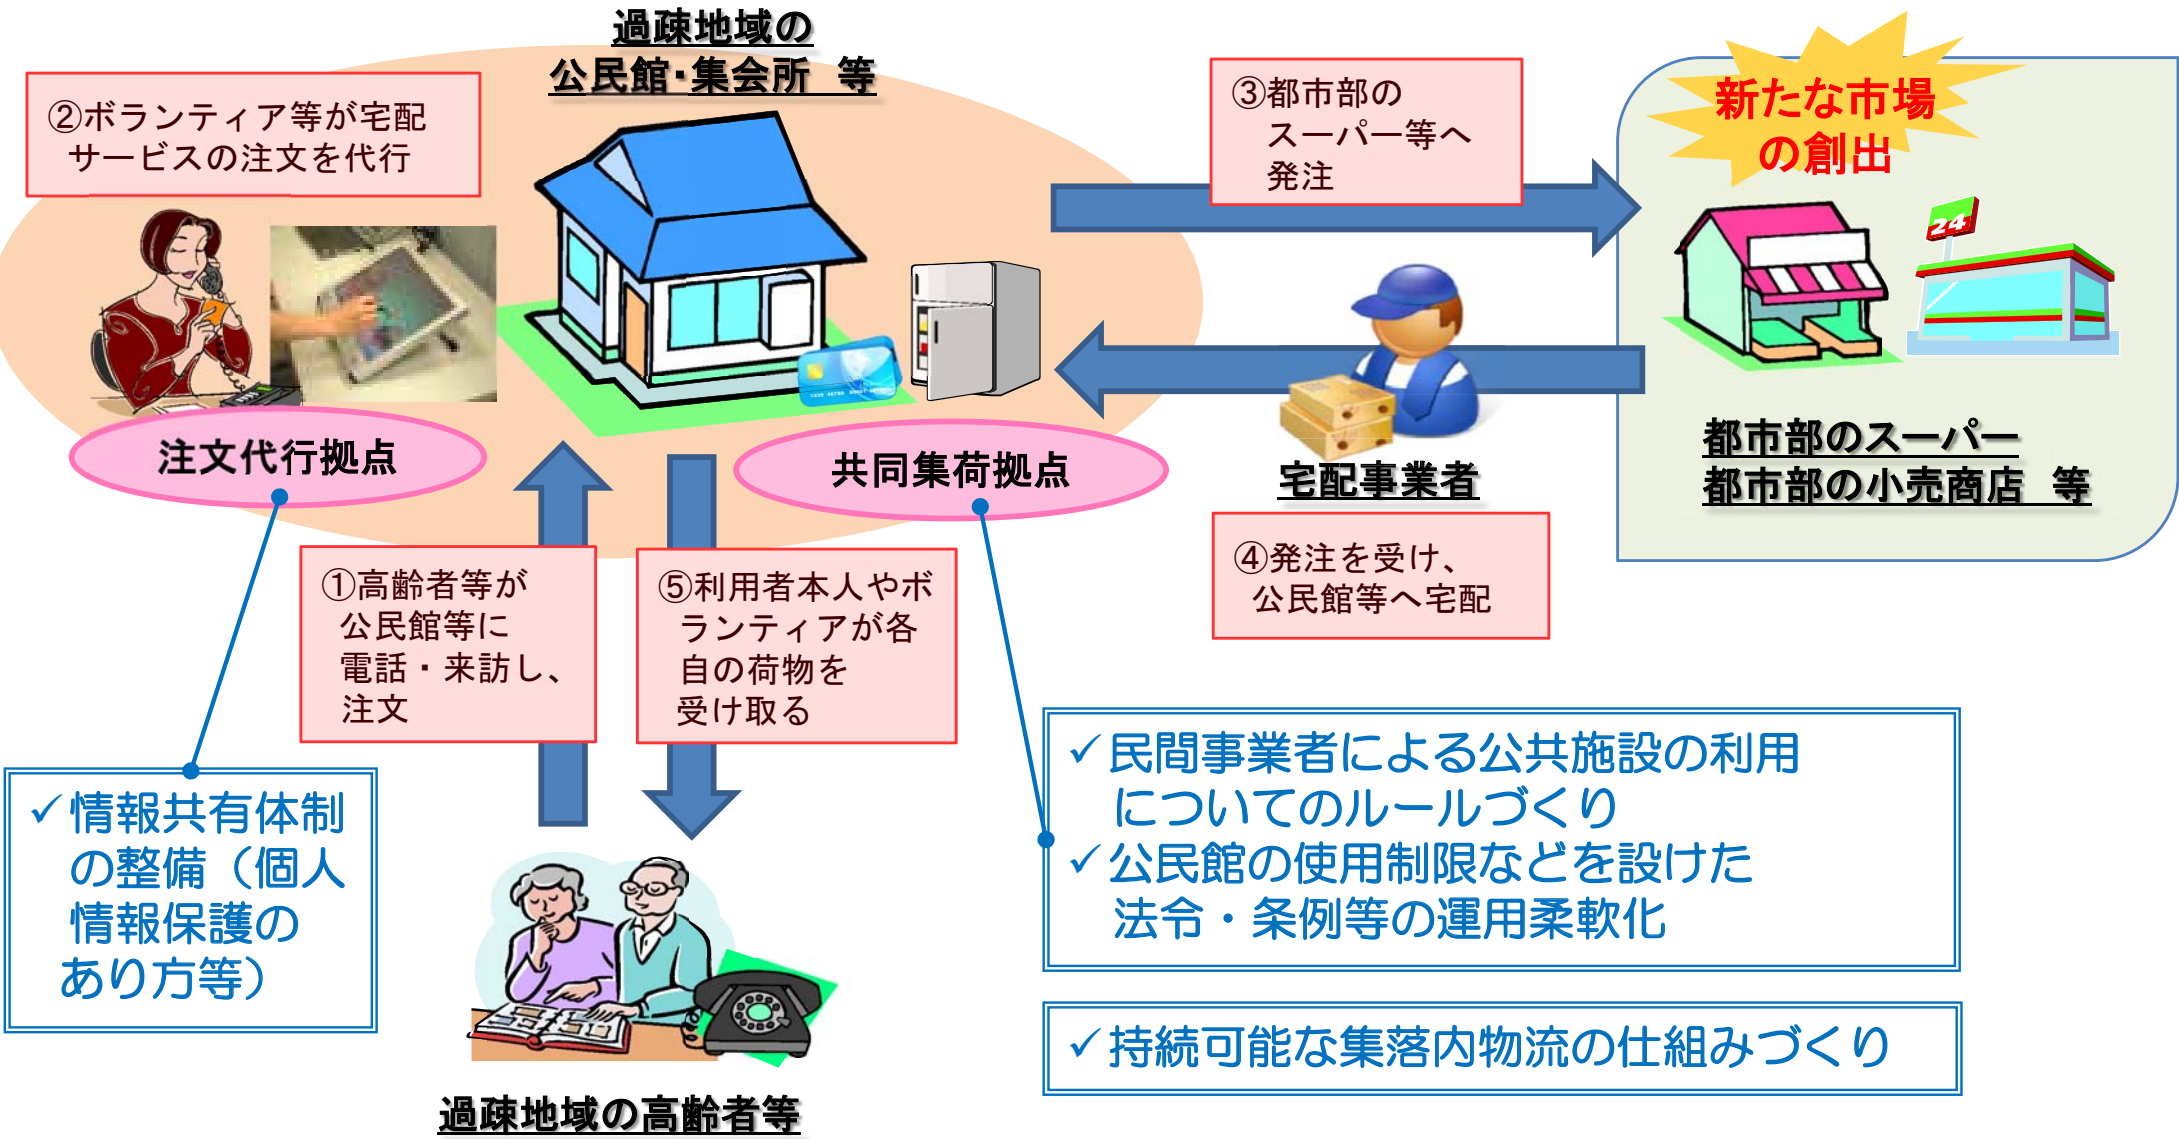 過疎地域の
公民館・集会所　等
②ボランティア等が宅配
サービスの注文を代行
③都市部の
スーパー等へ
発注
新たな市場
の創出
24
注文代行拠点
共同集荷拠点
宅配事業者
都市部のスーパー
都市部の小売商店　等
④発注を受け、
公民館等へ宅配
①高齢者等が
公民館等に
電話・来訪し、
注文
⑤利用者本人やボ
ランティアが各
自の荷物を
受け取る
✓情報共有体制
の整備（個人
情報保護の
あり方等）
✓民間事業者による公共施設の利用
についてのルールづくり
✓公民館の使用制限などを設けた
法令・条例等の運用柔軟化
✓持続可能な集落内物流の仕組みづくり
過疎地域の高齢者等